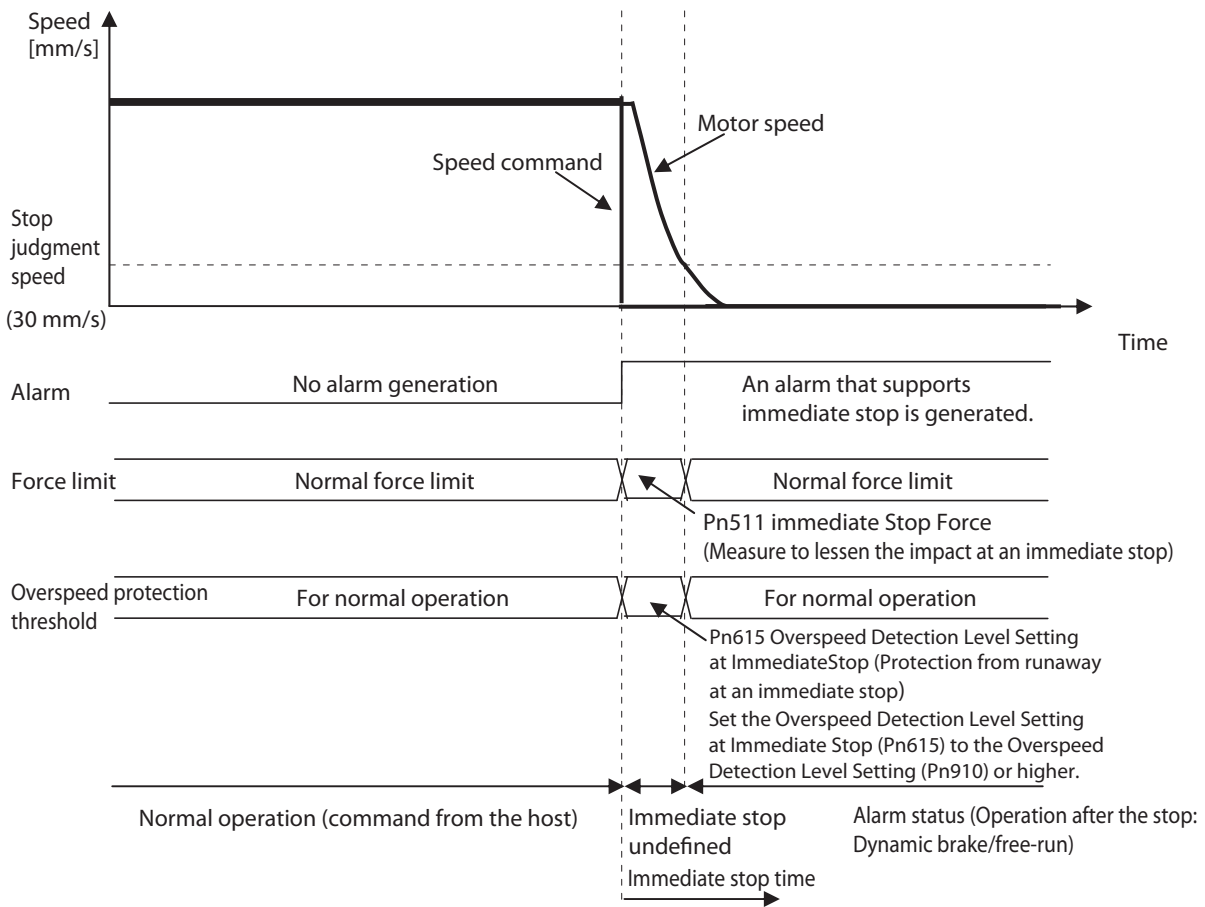 Speed
[mm/s]
Motor speed
Speed command
Stop
judgment
speed
(30 mm/s)
Time
Alarm
No alarm generation
An alarm that supports
immediate stop is generated.
Force limit
Normal force limit
Normal force limit
Pn511 immediate Stop Force
(Measure to lessen the impact at an immediate stop)
Overspeed protection
threshold
For normal operation
For normal operation
Pn615 Overspeed Detection Level Setting
at ImmediateStop (Protection from runaway
at an immediate stop)
Set the Overspeed Detection Level Setting
at Immediate Stop (Pn615) to the Overspeed
Detection Level Setting (Pn910) or higher.
Normal operation (command from the host)
Immediate stop
undefined
Immediate stop time
Alarm status (Operation after the stop:
Dynamic brake/free-run)